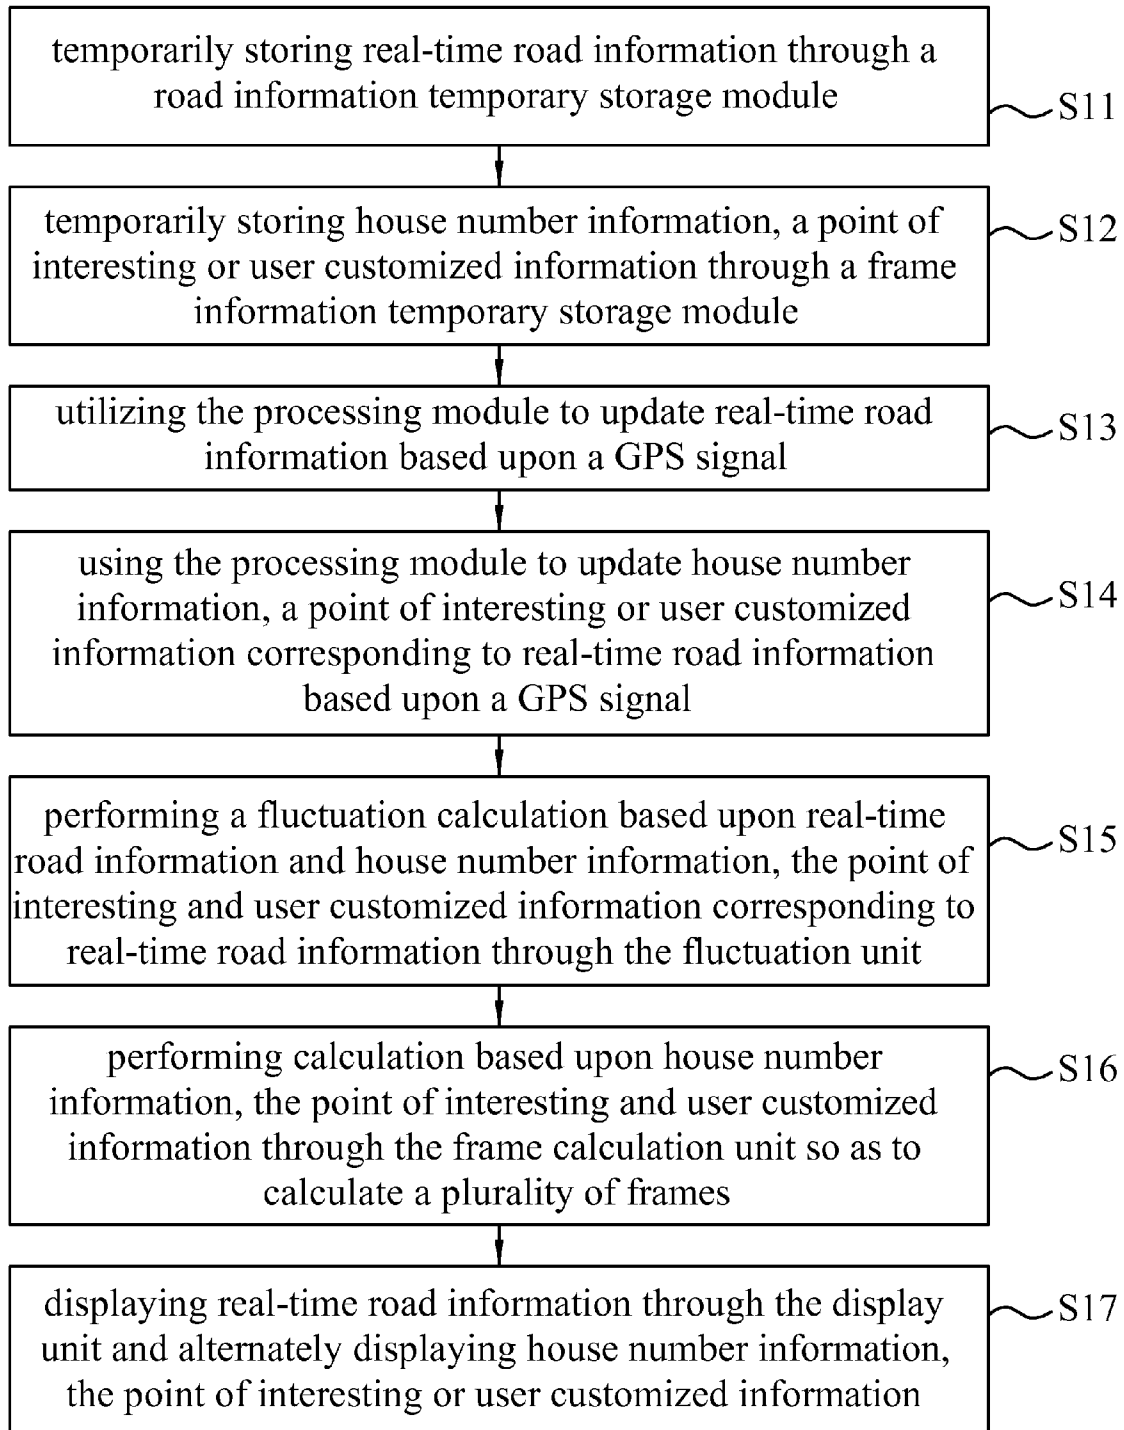 temporarily storing real-time road information through a
road information temporary storage module
S11
temporarily storing house number information, a point of
interesting or user customized information through a frame
information temporary storage module
S12
utilizing the processing module to update real-time road
information based upon a GPS signal
S13
using the processing module to update house number
information, a point of interesting or user customized
information corresponding to real-time road information
based upon a GPS signal
S14
performing a fluctuation calculation based upon real-time
road information and house number information, the point of
interesting and user customized information corresponding to
real-time road information through the fluctuation unit
S15
performing calculation based upon house number
information, the point of interesting and user customized
information through the frame calculation unit so as to
calculate a plurality of frames
S16
displaying real-time road information through the display
unit and alternately displaying house number information,
the point of interesting or user customized information
S17